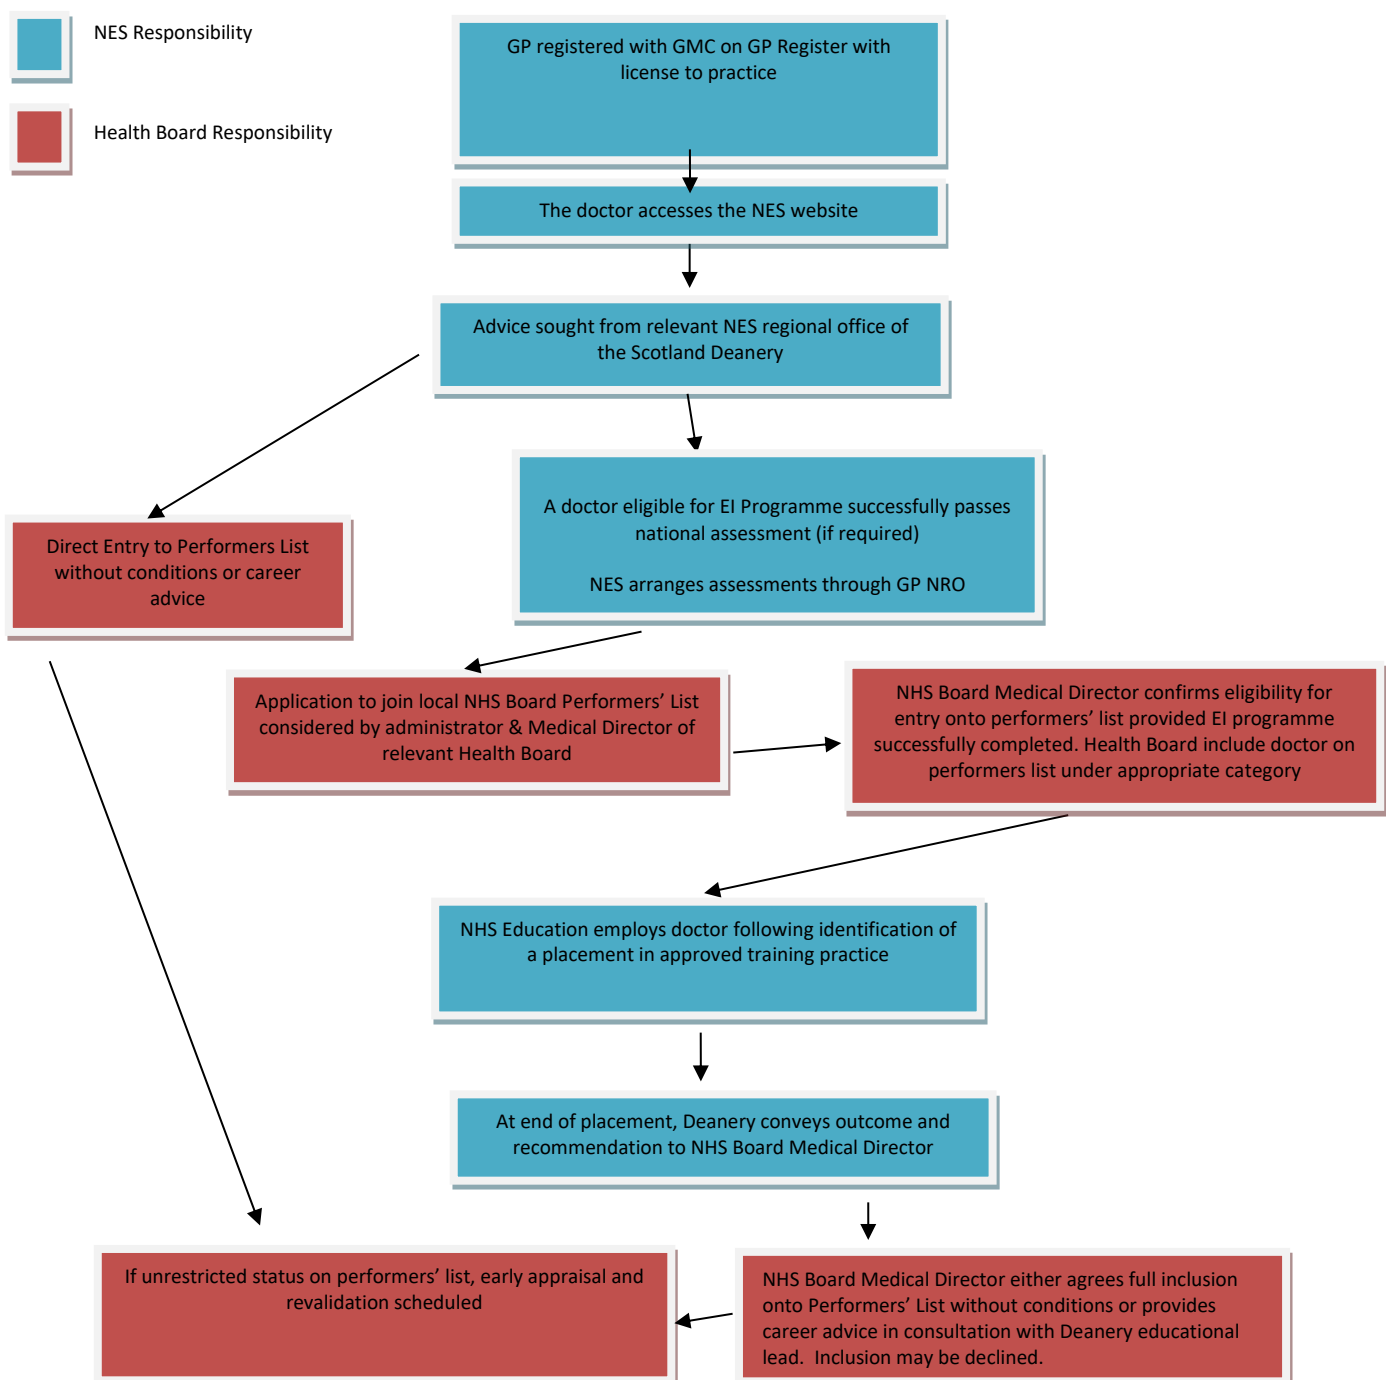 NES Responsibility
Health Board Responsibility
GP registered with GMC on GP Register with
license to practice
The doctor accesses the NES website
Advice sought from relevant NES regional office of
the Scotland Deanery
A doctor eligible for EI Programme successfully passes
national assessment (if required)
NES arranges assessments through GP NRO
Direct Entry to Performers List
without conditions or career
advice
Application to join local NHS Board Performers’ List
considered by administrator & Medical Director of
relevant Health Board
NHS Board Medical Director confirms eligibility for
entry onto performers’ list provided EI programme
successfully completed. Health Board include doctor on
performers list under appropriate category
NHS Education employs doctor following identification of
a placement in approved training practice
At end of placement, Deanery conveys outcome and
recommendation to NHS Board Medical Director
If unrestricted status on performers’ list, early appraisal and
revalidation scheduled
NHS Board Medical Director either agrees full inclusion
onto Performers’ List without conditions or provides
career advice in consultation with Deanery educational
lead.  Inclusion may be declined.